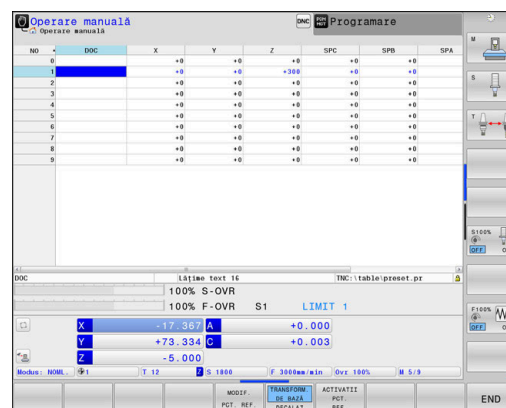 Operare manuală DNC Programare
Operare manuală
NO DOC X Y Z SPC SPB SPA
0 +0 +0 +0 +0 +0
1 +0 +0 +300 +0 +0
2 +0 +0 +0 +0 +0
3 +0 +0 +0 +0 +0
4 +0 +0 +0 +0 +0
5 +0 +0 +0 +0 +0
6 +0 +0 +0 +0 +0
7 +0 +0 +0 +0 +0
8 +0 +0 +0 +0 +0
9 +0 +0 +0 +0 +0
M
S
T
S100%
OFF
F100%
OFF
DOC Lăţime text 16 TNC:\table\preset.pr
100% S-OVR
100% F-OVR S1 LIMIT 1
X -17.367 A +0.000
Y +73.334 C +0.003
Z -5.000
Modus: NOML. 1 T 12 Z S 1800 F 3000mm/min Ovr 100% M 5/9
MODIF. PCT. REF.
TRANSFORM. DE BAZĂ DECALAJ
ACTIVATII PCT. REF.
END